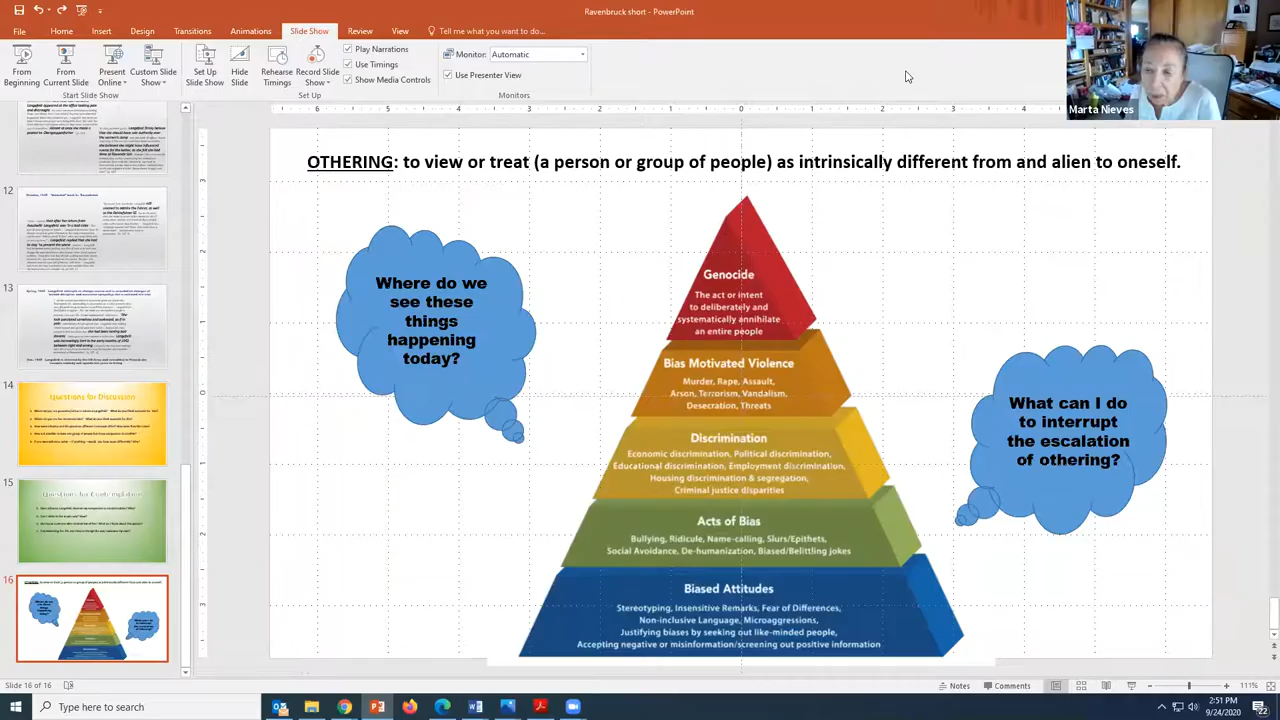 Ravenbruck short - PowerPoint
File Home Insert Design Transitions Animations Slide Show Review View Tell me what you want to do...
From Beginning
From Current Slide
Present Online
Custom Slide Show
Set Up Slide Show
Hide Slide
Rehearse Timings
Record Slide Show
Play Narrations
Use Timings
Show Media Controls
Monitor: Automatic
Use Presenter View
Start Slide Show
Set Up
Monitors
Marta Nieves
12
13
14
Questions for Discussion
Questions for Contemplation
16
OTHERING: to view or treat (a person or group of people) as intrinsically different from and alien to oneself.
Where do we
see these
things
happening
today?
Genocide
The act or intent
to deliberately and
systematically annihilate
an entire people
Bias Motivated Violence
Murder, Rape, Assault,
Arson, Terrorism, Vandalism,
Desecration, Threats
Discrimination
Economic discrimination, Political discrimination,
Educational discrimination, Employment discrimination,
Housing discrimination & segregation,
Criminal justice disparities
Acts of Bias
Bullying, Ridicule, Name-calling, Slurs/Epithets,
Social Avoidance, De-humanization, Biased/Belittling jokes
Biased Attitudes
Stereotyping, Insensitive Remarks, Fear of Differences,
Non-inclusive Language, Microaggressions,
Justifying biases by seeking out like-minded people,
Accepting negative or misinformation/screening out positive information
What can I do
to interrupt
the escalation
of othering?
Slide 16 of 16
Notes
Comments
111%
Type here to search
2:51 PM
9/24/2020
22